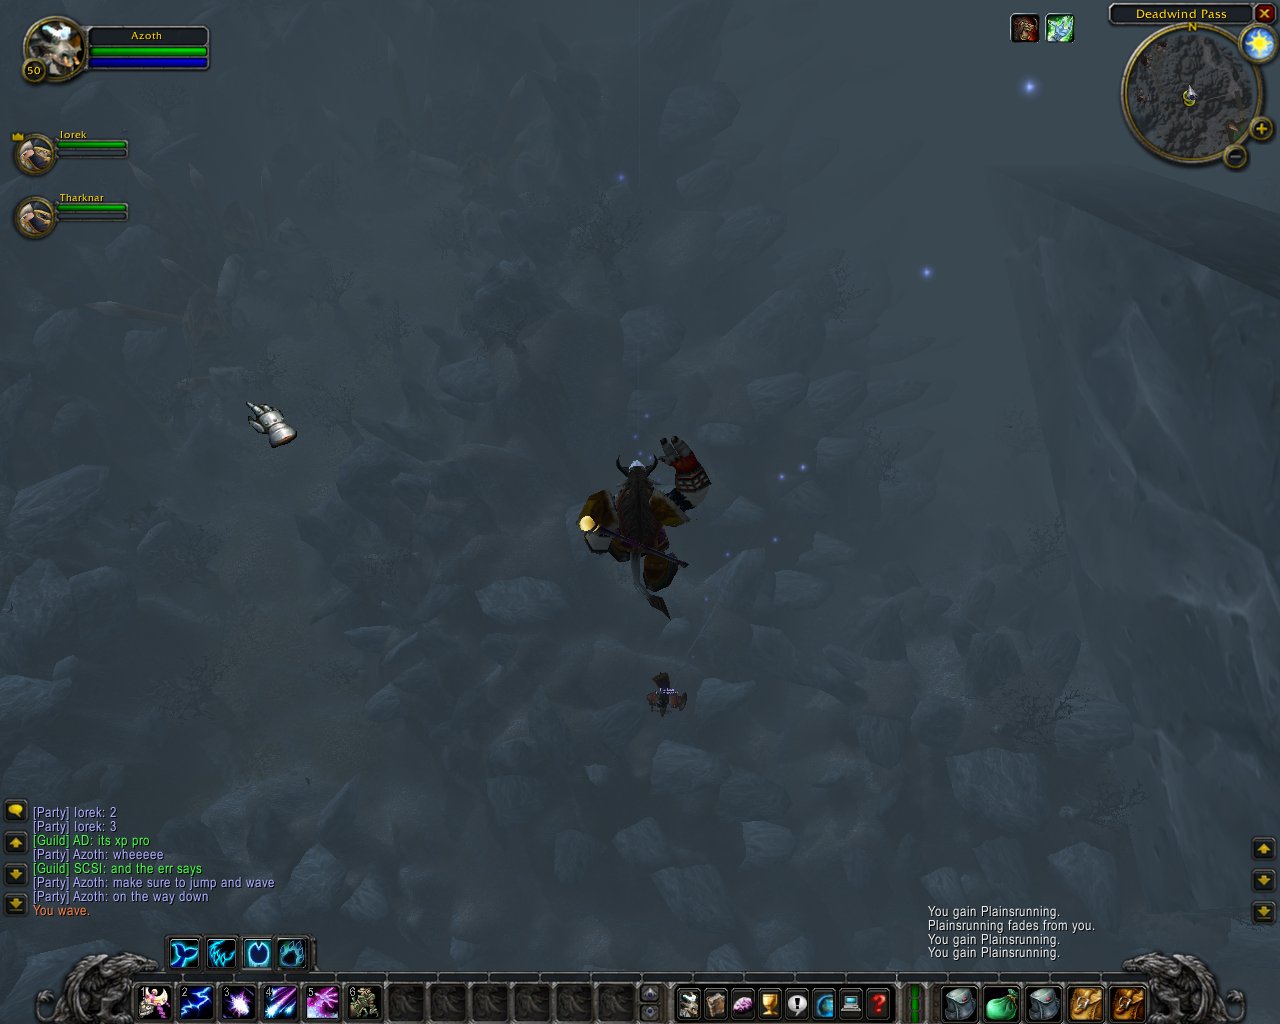 Azoth
50
Iorek
Tharknar
Deadwind Pass
N
[Party] Iorek: 2
[Party] Iorek: 3
[Guild] AD: its xp pro
[Party] Azoth: wheeeee
[Guild] SCSI: and the err says
[Party] Azoth: make sure to jump and wave
[Party] Azoth: on the way down
You wave.
You gain Plainsrunning.
Plainsrunning fades from you.
You gain Plainsrunning.
You gain Plainsrunning.
1 2 3 4 5 6